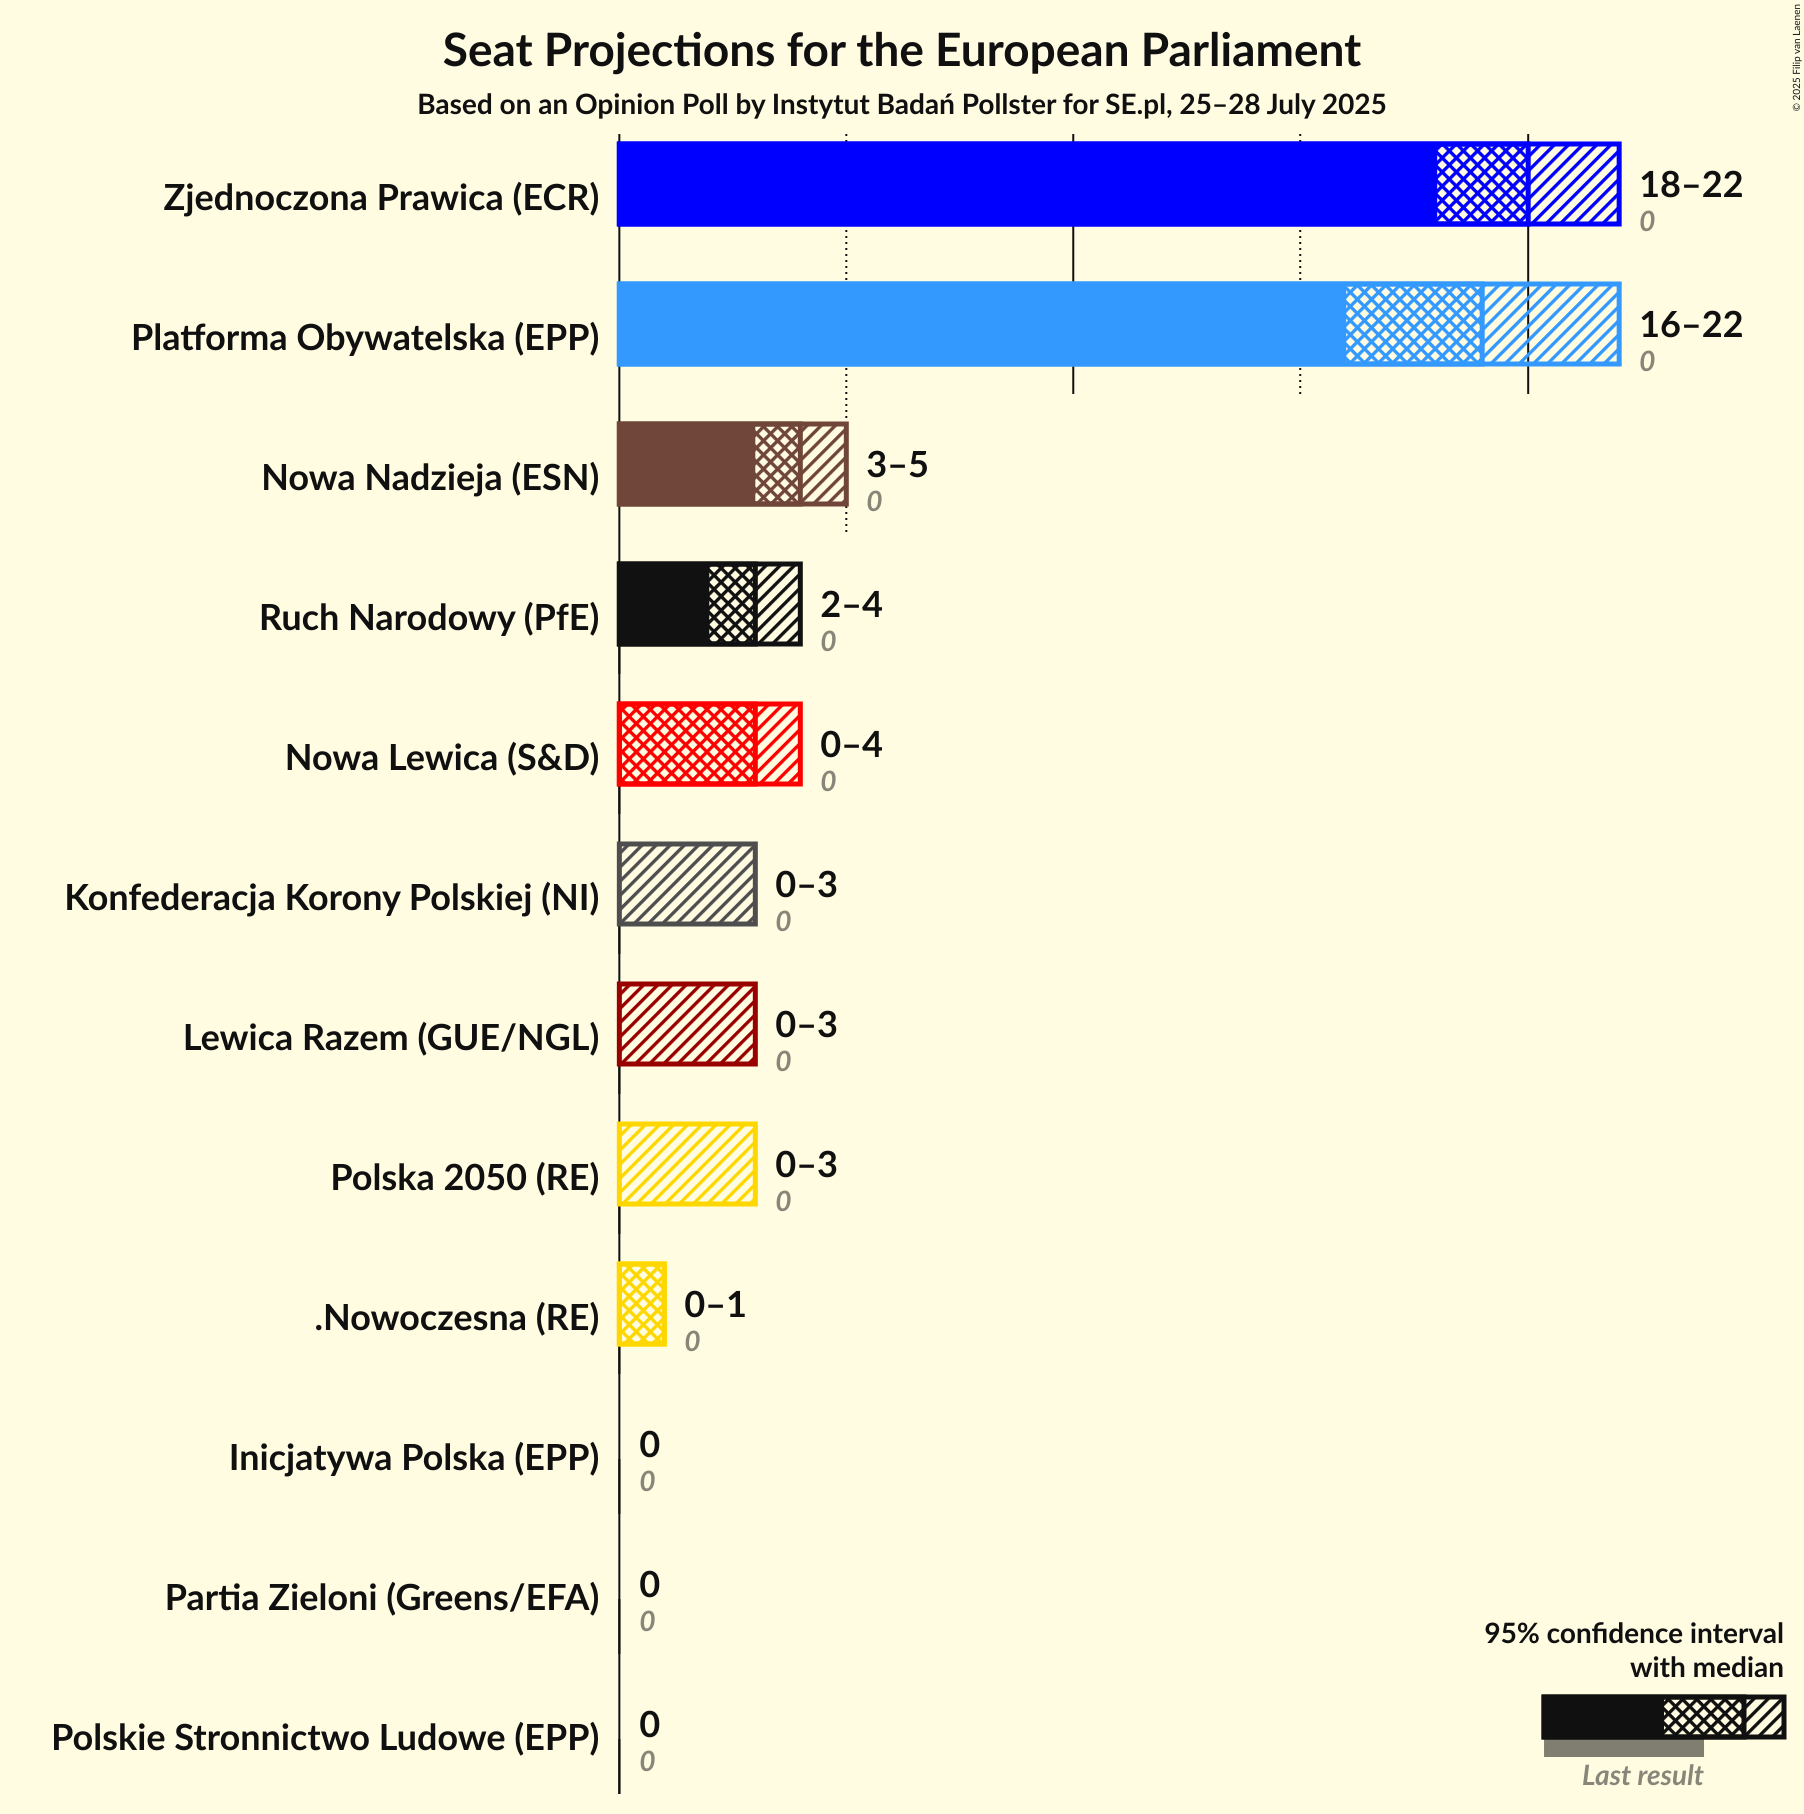 Seat Projections for the European Parliament
Based on an Opinion Poll by Instytut Badań Pollster for SE.pl, 25–28 July 2025
© 2025 Filip van Laenen
Zjednoczona Prawica (ECR)
18–22
0
Platforma Obywatelska (EPP)
16–22
0
Nowa Nadzieja (ESN)
3–5
0
Ruch Narodowy (PfE)
2–4
0
Nowa Lewica (S&D)
0–4
0
Konfederacja Korony Polskiej (NI)
0–3
0
Lewica Razem (GUE/NGL)
0–3
0
Polska 2050 (RE)
0–3
0
.Nowoczesna (RE)
0–1
0
Inicjatywa Polska (EPP)
0
0
Partia Zieloni (Greens/EFA)
0
0
Polskie Stronnictwo Ludowe (EPP)
0
0
95% confidence interval
with median
Last result